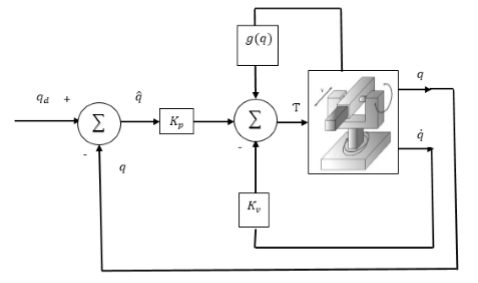 g(q)
q_d + q̂ K_p Σ Σ T q
- - q̇
q
K_v